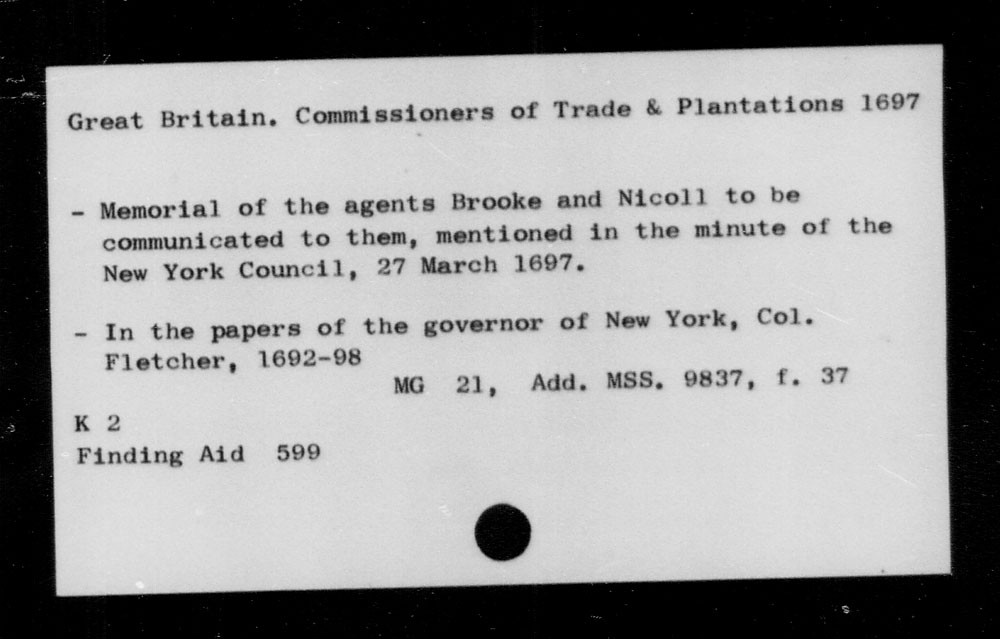 Great Britain. Commissioners of Trade & Plantations 1697
- Memorial of the agents Brooke and Nicoll to be
communicated to them, mentioned in the minute of the
New York Council, 27 March 1697.
- In the papers of the governor of New York, Col.
Fletcher, 1692-98
MG 21, Add. MSS. 9837, f. 37
K 2
Finding Aid 599